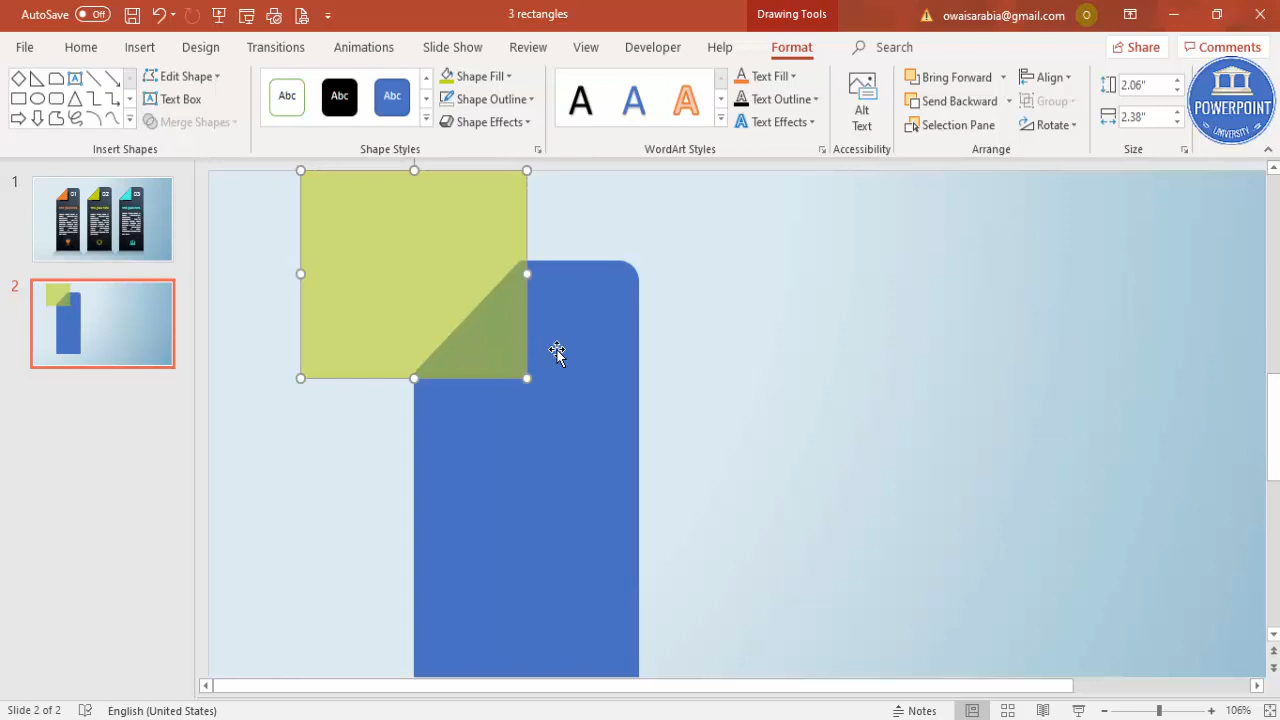 AutoSave Off 3 rectangles Drawing Tools owaisarabia@gmail.com O
File Home Insert Design Transitions Animations Slide Show Review View Developer Help Format Search Share Comments
Edit Shape Text Box Merge Shapes Insert Shapes
Abc Abc Abc Shape Fill Shape Outline Shape Effects Shape Styles
A A A Text Fill Text Outline Text Effects WordArt Styles
Alt Text Accessibility
Bring Forward Send Backward Selection Pane Align Group Rotate Arrange
2.06" 2.38" Size
POWERPOINT
UNIVERSITY
1
01 02 03
2
Slide 2 of 2 English (United States) Notes 106%